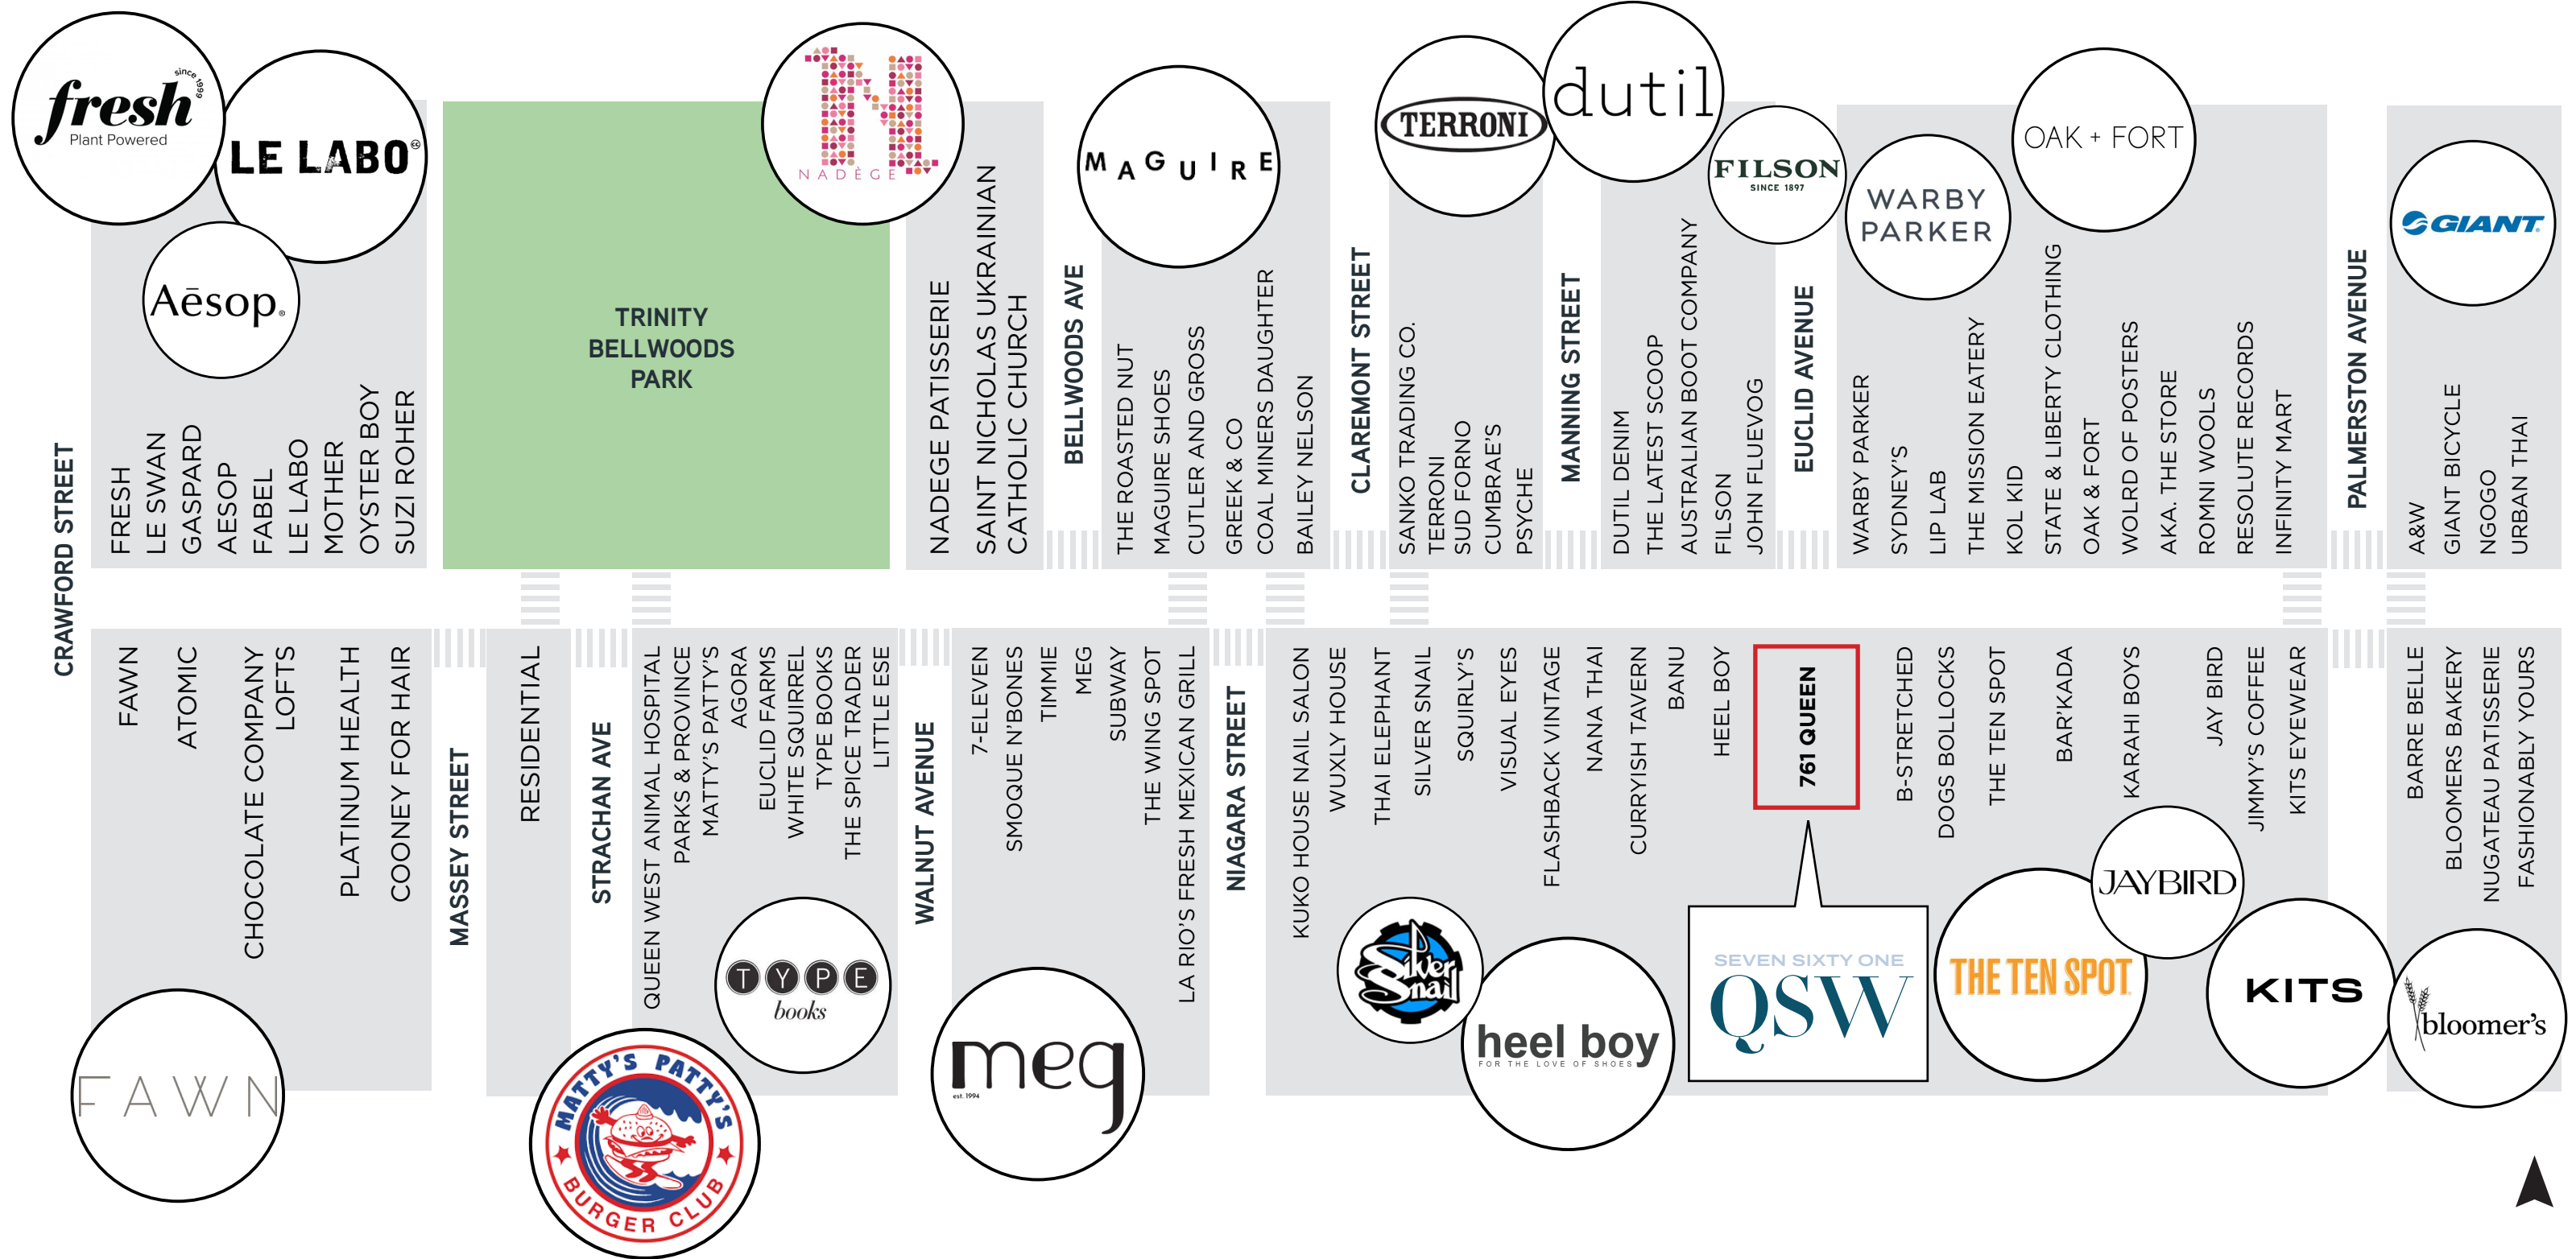 fresh
since 1999
Plant Powered
LE LABO
Aēsop.
NADÈGE
MAGUIRE
TERRONI
dutil
FILSON
SINCE 1897
WARBY
PARKER
OAK + FORT
GIANT
CRAWFORD STREET
FRESH
LE SWAN
GASPARD
AESOP
FABEL
LE LABO
MOTHER
OYSTER BOY
SUZI ROHER
TRINITY
BELLWOODS
PARK
NADEGE PATISSERIE
SAINT NICHOLAS UKRAINIAN
CATHOLIC CHURCH
BELLWOODS AVE
THE ROASTED NUT
MAGUIRE SHOES
CUTLER AND GROSS
GREEK & CO
COAL MINERS DAUGHTER
BAILEY NELSON
CLAREMONT STREET
SANKO TRADING CO.
TERRONI
SUD FORNO
CUMBRAE'S
PSYCHE
MANNING STREET
DUTIL DENIM
THE LATEST SCOOP
AUSTRALIAN BOOT COMPANY
FILSON
JOHN FLUEVOG
EUCLID AVENUE
WARBY PARKER
SYDNEY'S
LIP LAB
THE MISSION EATERY
KOL KID
STATE & LIBERTY CLOTHING
OAK & FORT
WOLRD OF POSTERS
AKA. THE STORE
ROMNI WOOLS
RESOLUTE RECORDS
INFINITY MART
PALMERSTON AVENUE
A&W
GIANT BICYCLE
NGOGO
URBAN THAI
FAWN
ATOMIC
CHOCOLATE COMPANY
LOFTS
PLATINUM HEALTH
COONEY FOR HAIR
MASSEY STREET
RESIDENTIAL
STRACHAN AVE
QUEEN WEST ANIMAL HOSPITAL
PARKS & PROVINCE
MATTY'S PATTY'S
AGORA
EUCLID FARMS
WHITE SQUIRREL
TYPE BOOKS
THE SPICE TRADER
LITTLE ESE
WALNUT AVENUE
7-ELEVEN
SMOQUE N'BONES
TIMMIE
MEG
SUBWAY
THE WING SPOT
LA RIO'S FRESH MEXICAN GRILL
NIAGARA STREET
KUKO HOUSE NAIL SALON
WUXLY HOUSE
THAI ELEPHANT
SILVER SNAIL
SQUIRLY'S
VISUAL EYES
FLASHBACK VINTAGE
NANA THAI
CURRYISH TAVERN
BANU
HEEL BOY
761 QUEEN
B-STRETCHED
DOGS BOLLOCKS
THE TEN SPOT
BAR'KADA
KARAHI BOYS
JAY BIRD
JIMMY'S COFFEE
KITS EYEWEAR
BARRE BELLE
BLOOMERS BAKERY
NUGATEAU PATISSERIE
FASHIONABLY YOURS
FAWN
MATTY'S PATTY'S
BURGER CLUB
TYPE
books
meg
est. 1994
Silver
Snail
heel boy
FOR THE LOVE OF SHOES
SEVEN SIXTY ONE
QSW
THE TEN SPOT
JAYBIRD
KITS
bloomer's